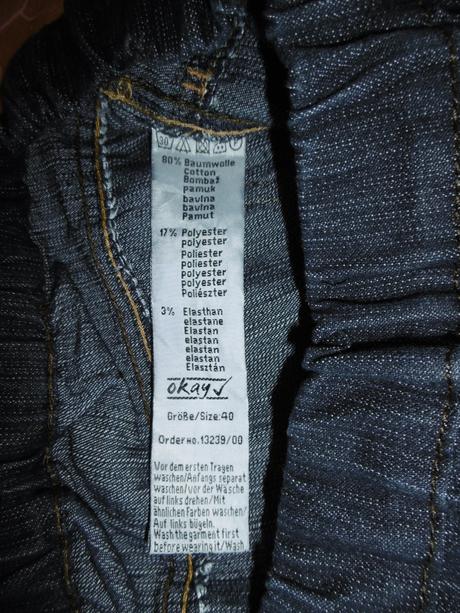 30
80% Baumwolle
Cotton
Bombaž
pamuk
bavlna
bavlna
Pamut
17% Polyester
polyester
Poliester
poliester
polyester
polyester
Poliészter
3% Elasthan
elastane
Elastan
elastan
elastan
elastan
Elasztán
okay
Größe/Size:40
Order no.13239/00
Vor dem ersten Tragen
waschen/Anfangs separat
waschen/vor der Wäsche
auf links drehen/Mit
ähnlichen Farben waschen/
Auf links bügeln.
Wash the garment first
before wearing it/Wash